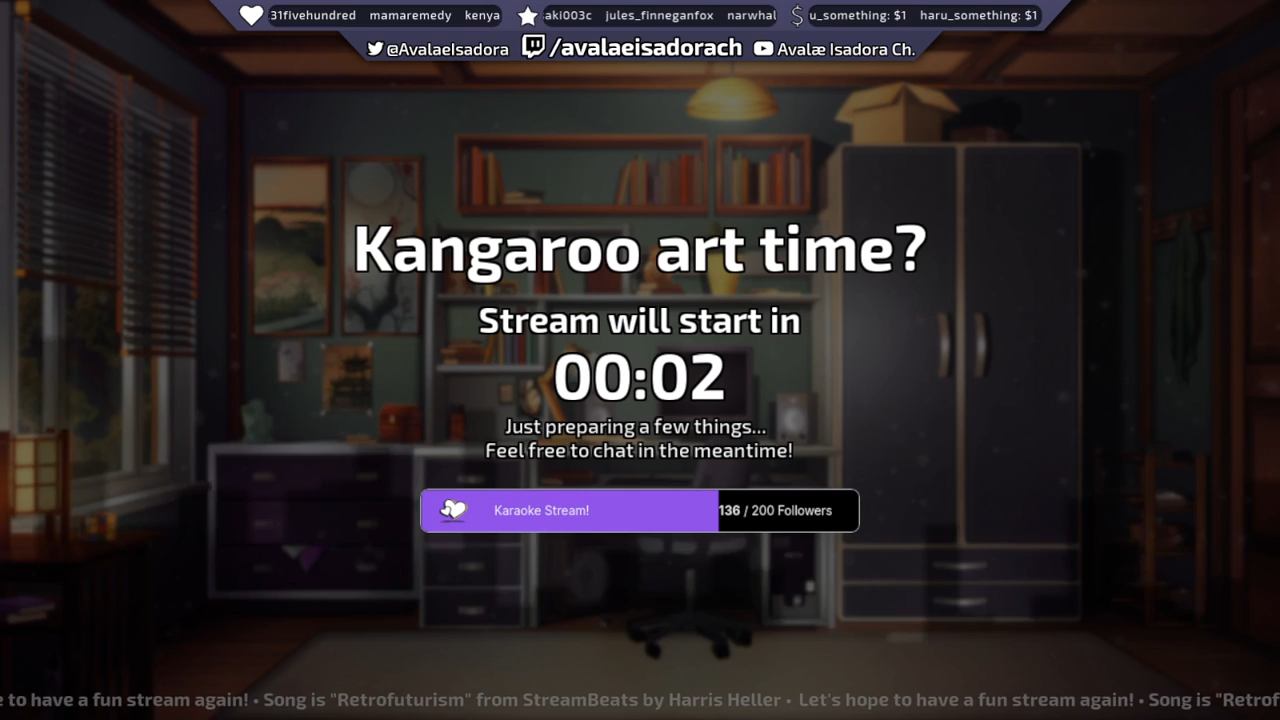 31fivehundred mamaremedy kenya
aki003c jules_finneganfox narwhal
u_something: $1 haru_something: $1
@AvalaeIsadora /avalaeisadorach Avalæ Isadora Ch.
Kangaroo art time?
Stream will start in
00:02
Just preparing a few things...
Feel free to chat in the meantime!
Karaoke Stream! 136 / 200 Followers
e to have a fun stream again! • Song is "Retrofuturism" from StreamBeats by Harris Heller • Let's hope to have a fun stream again! • Song is "Retrof